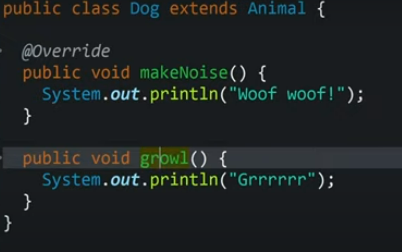 public class Dog extends Animal {
@Override
public void makeNoise() {
System.out.println("Woof woof!");
}
public void growl() {
System.out.println("Grrrrrr");
}
}